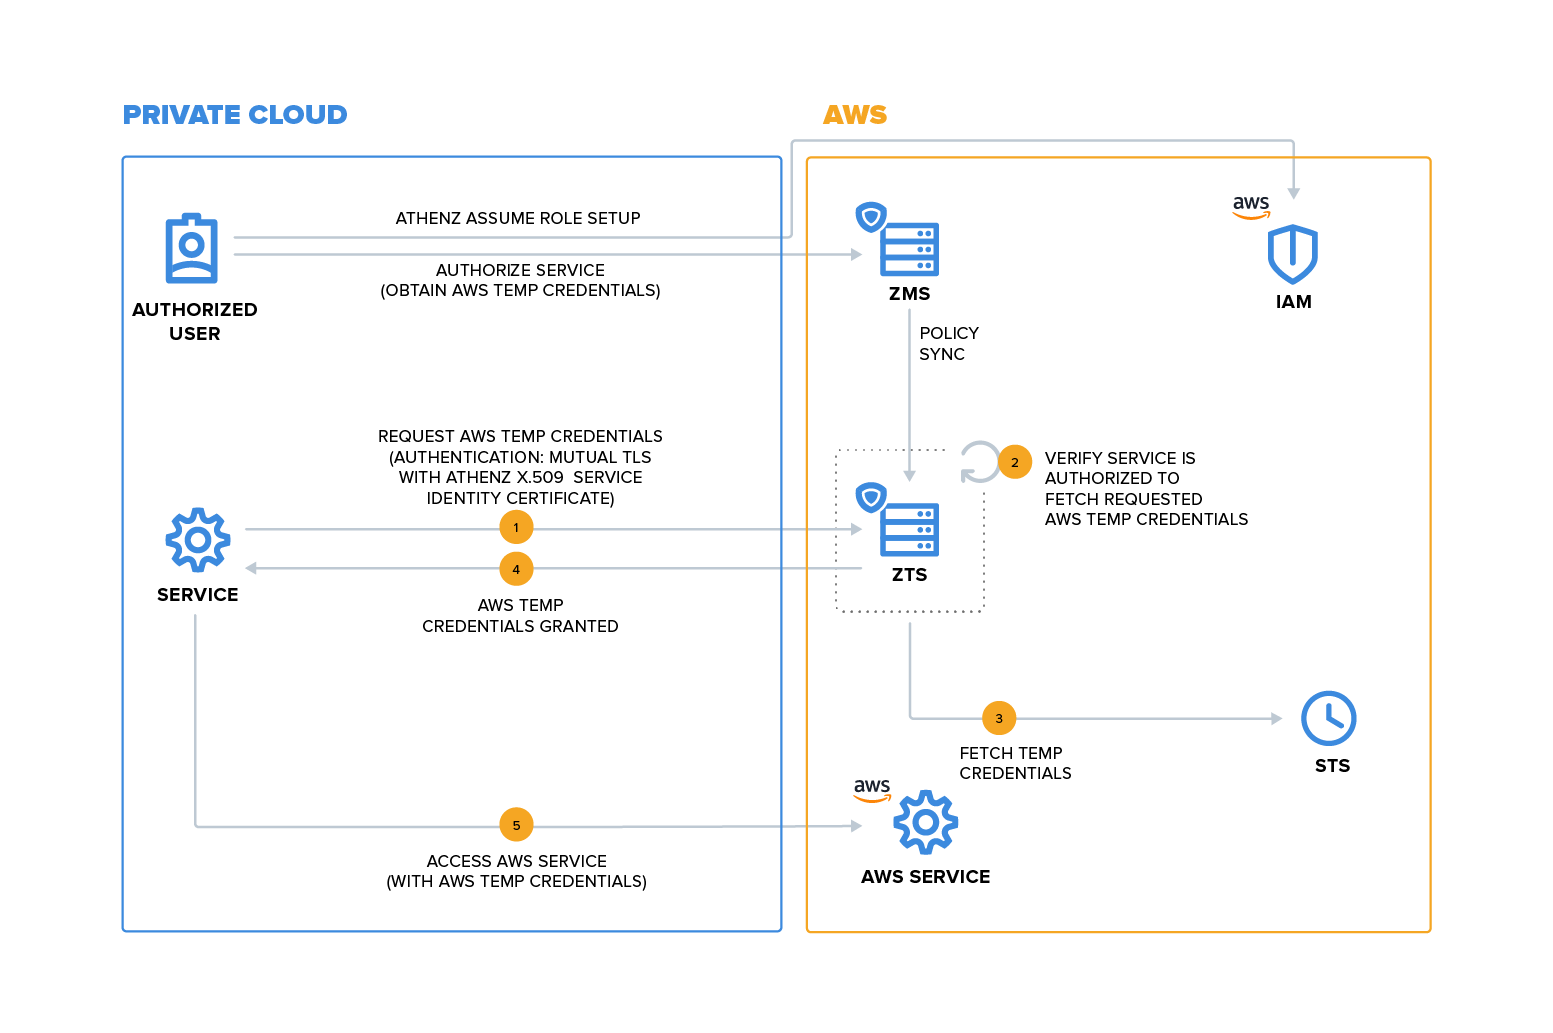 PRIVATE CLOUD
AWS
ATHENZ ASSUME ROLE SETUP
AUTHORIZE SERVICE
(OBTAIN AWS TEMP CREDENTIALS)
AUTHORIZED
USER
ZMS
aws
IAM
POLICY
SYNC
REQUEST AWS TEMP CREDENTIALS
(AUTHENTICATION: MUTUAL TLS
WITH ATHENZ X.509 SERVICE
IDENTITY CERTIFICATE)
1
2
VERIFY SERVICE IS
AUTHORIZED TO
FETCH REQUESTED
AWS TEMP CREDENTIALS
SERVICE
4
AWS TEMP
CREDENTIALS GRANTED
ZTS
3
FETCH TEMP
CREDENTIALS
STS
5
ACCESS AWS SERVICE
(WITH AWS TEMP CREDENTIALS)
aws
AWS SERVICE